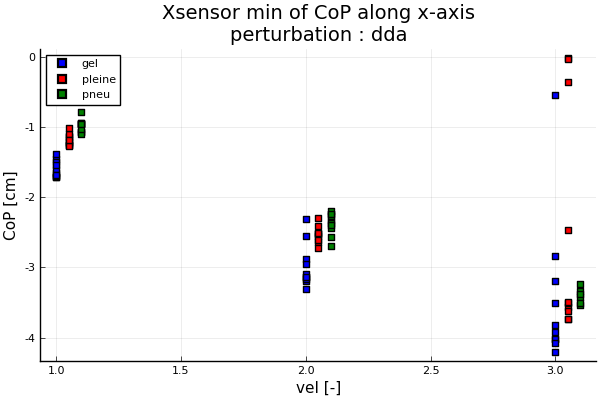 Xsensor min of CoP along x-axis
perturbation : dda
gel
pleine
pneu
CoP [cm]
0
-1
-2
-3
-4
1.0
1.5
2.0
2.5
3.0
vel [-]